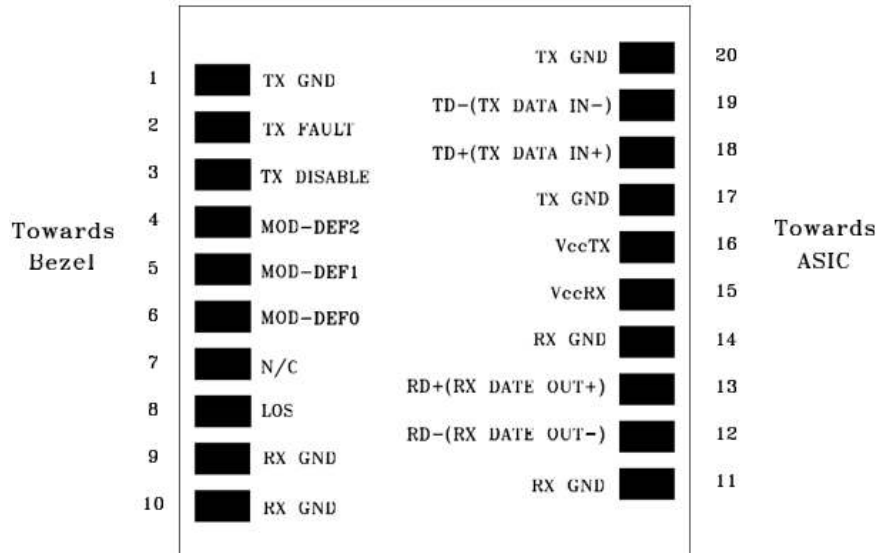 1 TX GND
2 TX FAULT
3 TX DISABLE
4 MOD-DEF2
5 MOD-DEF1
6 MOD-DEF0
7 N/C
8 LOS
9 RX GND
10 RX GND
Towards
Bezel
TX GND 20
TD-(TX DATA IN-) 19
TD+(TX DATA IN+) 18
TX GND 17
VccTX 16
VccRX 15
RX GND 14
RD+(RX DATE OUT+) 13
RD-(RX DATE OUT-) 12
RX GND 11
Towards
ASIC